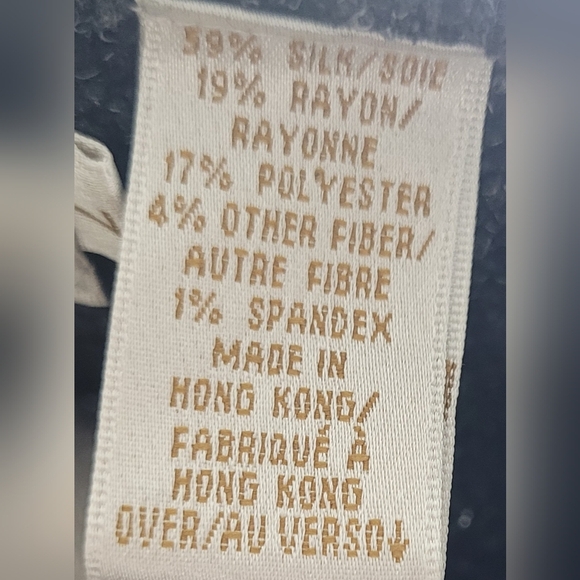 59% SILK/SOIE
19% RAYON/
RAYONNE
17% POLYESTER
4% OTHER FIBER/
AUTRE FIBRE
1% SPANDEX
MADE IN
HONG KONG/
FABRIQUÉ À
HONG KONG
OVER/AU VERSO↓